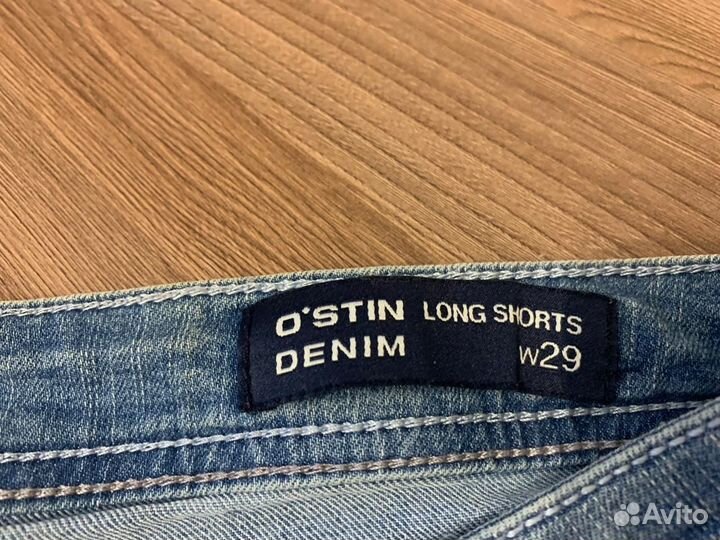 O'STIN
DENIM
LONG SHORTS
W29
Avito